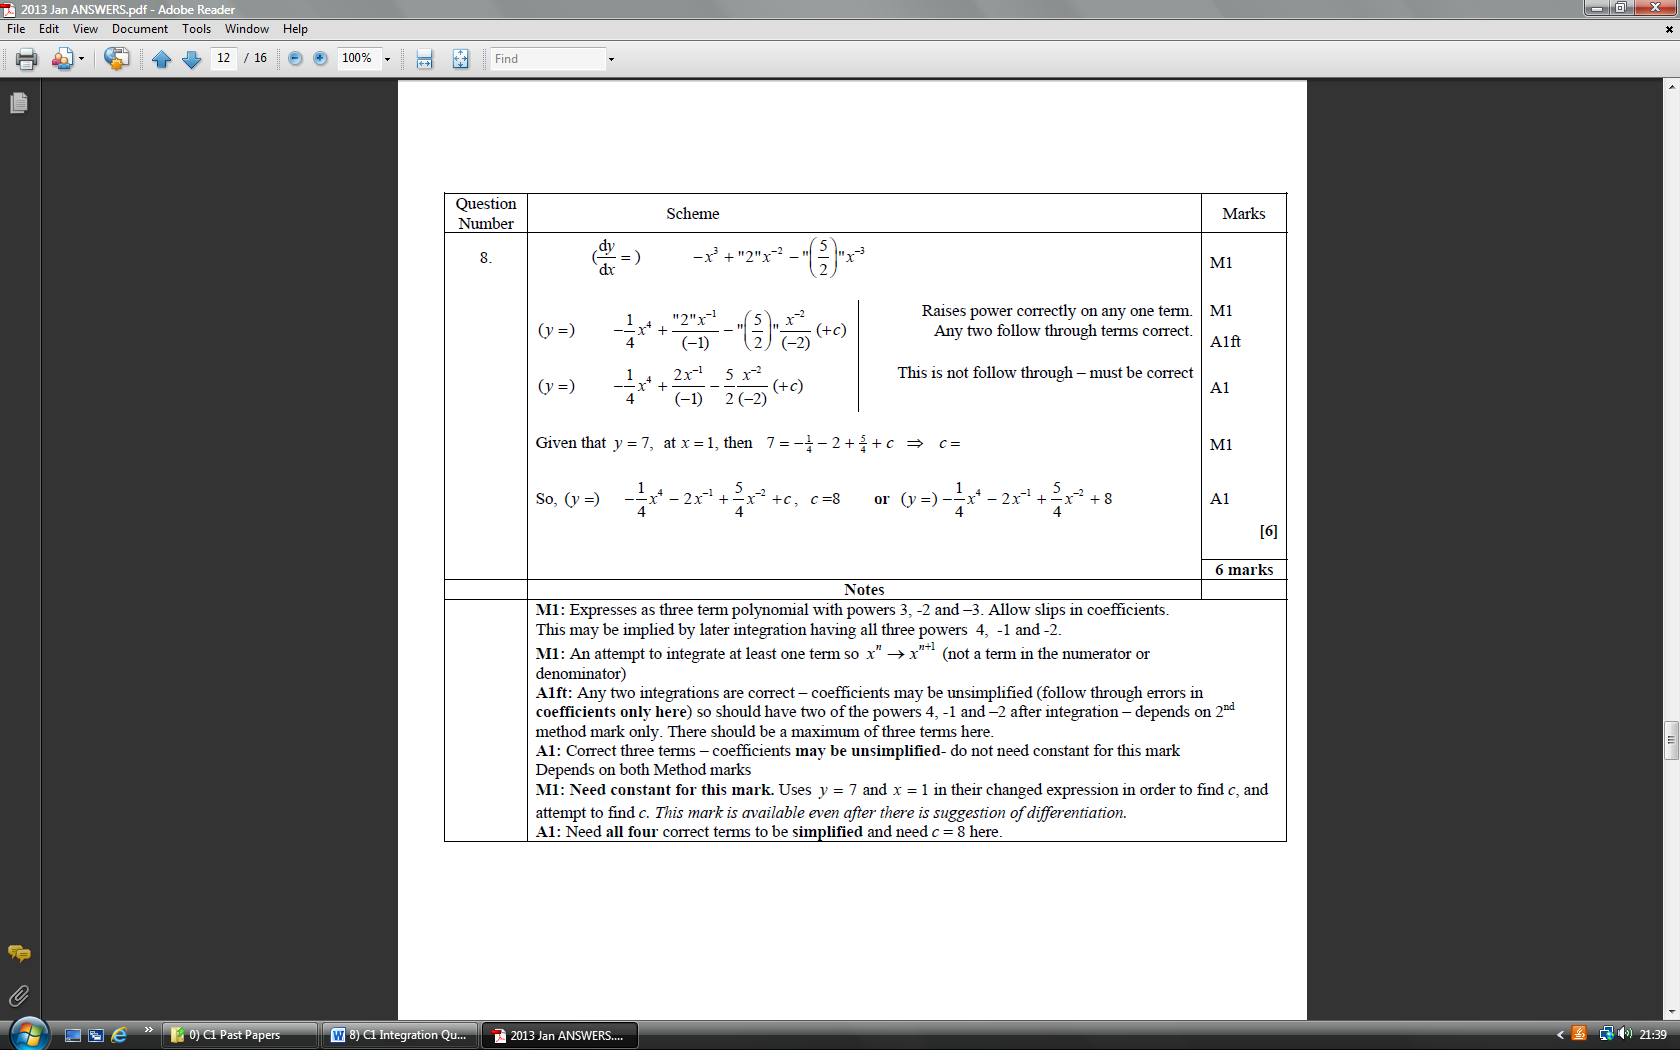 2013 Jan ANSWERS.pdf - Adobe Reader
File Edit View Document Tools Window Help
12 / 16 100% Find
Question Number Scheme Marks
8. (dy/dx = ) −x³ + "2"x⁻² − "(5/2)"x⁻³ M1
Raises power correctly on any one term. M1
(y =) −1/4 x⁴ + "2"x⁻¹/(−1) − "(5/2)" x⁻²/(−2) (+c) Any two follow through terms correct. A1ft
This is not follow through – must be correct
(y =) −1/4 x⁴ + 2x⁻¹/(−1) − 5/2 x⁻²/(−2) (+c) A1
Given that y = 7, at x = 1, then 7 = −1/4 − 2 + 5/4 + c ⇒ c = M1
So, (y =) −1/4 x⁴ − 2x⁻¹ + 5/4 x⁻² + c, c =8 or (y =) −1/4 x⁴ − 2x⁻¹ + 5/4 x⁻² + 8 A1
[6]
6 marks
Notes
M1: Expresses as three term polynomial with powers 3, -2 and –3. Allow slips in coefficients.
This may be implied by later integration having all three powers 4, -1 and -2.
M1: An attempt to integrate at least one term so xⁿ → xⁿ⁺¹ (not a term in the numerator or
denominator)
A1ft: Any two integrations are correct – coefficients may be unsimplified (follow through errors in
coefficients only here) so should have two of the powers 4, -1 and –2 after integration – depends on 2nd
method mark only. There should be a maximum of three terms here.
A1: Correct three terms – coefficients may be unsimplified- do not need constant for this mark
Depends on both Method marks
M1: Need constant for this mark. Uses y = 7 and x = 1 in their changed expression in order to find c, and
attempt to find c. This mark is available even after there is suggestion of differentiation.
A1: Need all four correct terms to be simplified and need c = 8 here.
0) C1 Past Papers 8) C1 Integration Qu... 2013 Jan ANSWERS.... 21:39